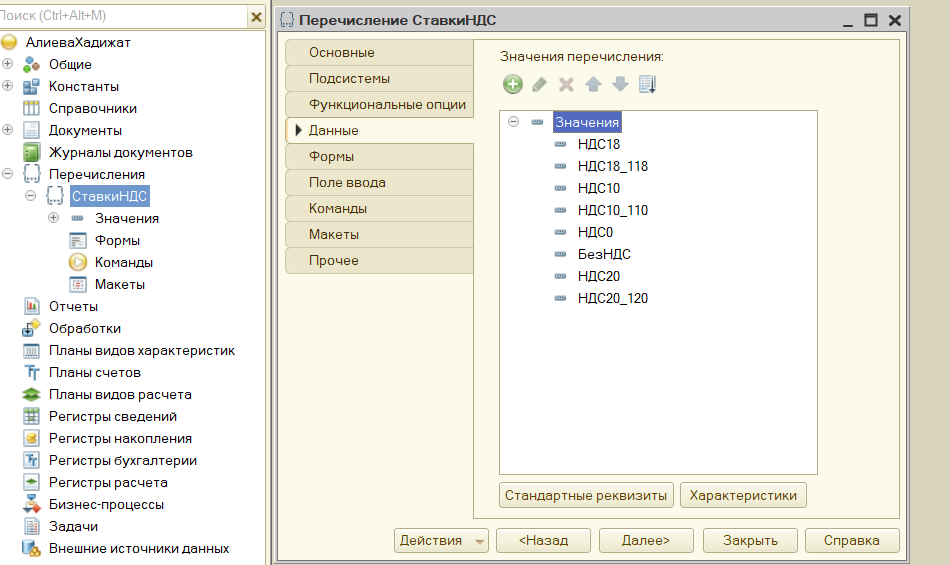 Поиск (Ctrl+Alt+M)
АлиеваХадижат
Общие
Константы
Справочники
Документы
Журналы документов
Перечисления
СтавкиНДС
Значения
Формы
Команды
Макеты
Отчеты
Обработки
Планы видов характеристик
Планы счетов
Планы видов расчета
Регистры сведений
Регистры накопления
Регистры бухгалтерии
Регистры расчета
Бизнес-процессы
Задачи
Внешние источники данных
Перечисление СтавкиНДС
Основные
Подсистемы
Функциональные опции
Данные
Формы
Поле ввода
Команды
Макеты
Прочее
Значения перечисления:
Значения
НДС18
НДС18_118
НДС10
НДС10_110
НДС0
БезНДС
НДС20
НДС20_120
Стандартные реквизиты Характеристики
Действия <Назад Далее> Закрыть Справка